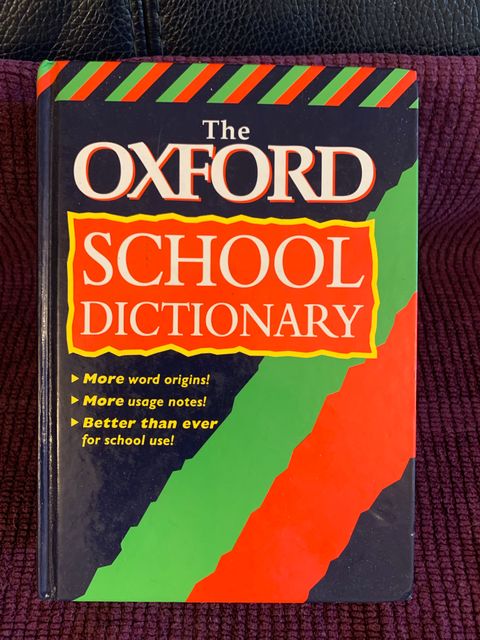 The
OXFORD
SCHOOL
DICTIONARY
More word origins!
More usage notes!
Better than ever
for school use!